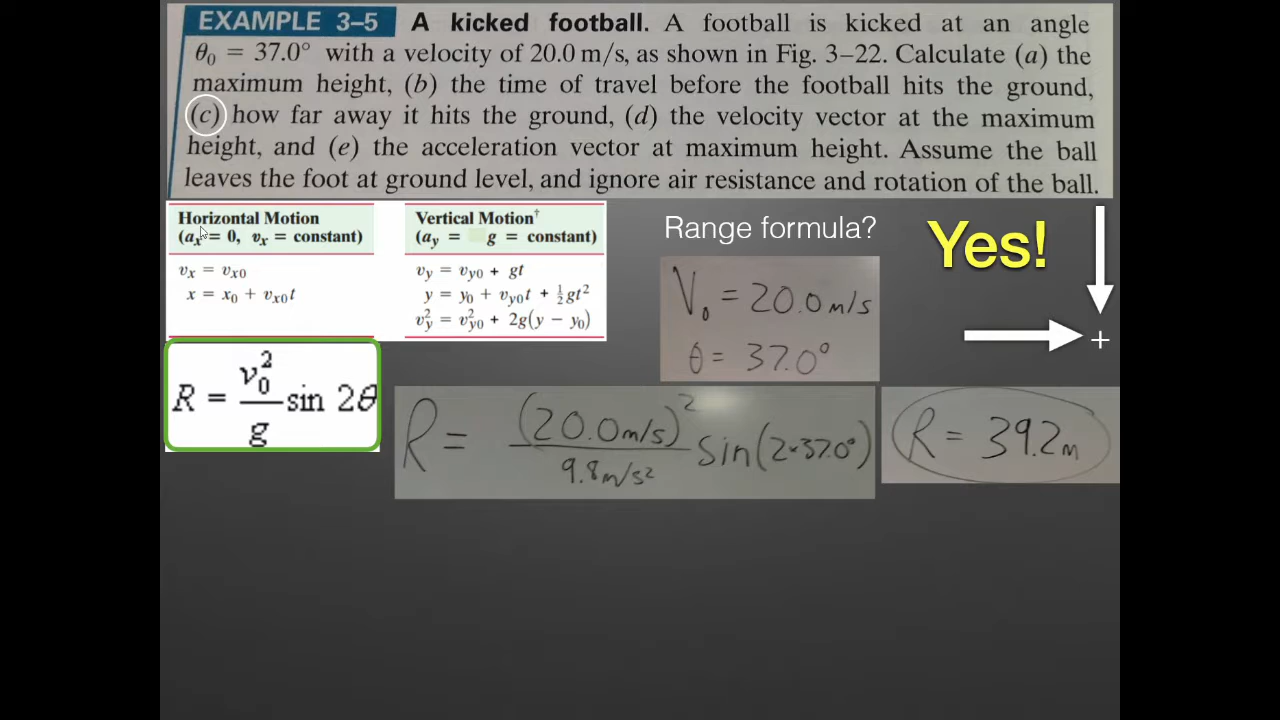 EXAMPLE 3–5 A kicked football. A football is kicked at an angle
θ₀ = 37.0° with a velocity of 20.0 m/s, as shown in Fig. 3–22. Calculate (a) the
maximum height, (b) the time of travel before the football hits the ground,
(c) how far away it hits the ground, (d) the velocity vector at the maximum
height, and (e) the acceleration vector at maximum height. Assume the ball
leaves the foot at ground level, and ignore air resistance and rotation of the ball.
Horizontal Motion
(aₓ = 0, vₓ = constant)
vₓ = vₓ₀
x = x₀ + vₓ₀t
Vertical Motion†
(a_y = g = constant)
v_y = v_y0 + gt
y = y₀ + v_y0t + ½gt²
v_y² = v_y0² + 2g(y − y₀)
Range formula?
Yes!
V₀ = 20.0 m/s
θ = 37.0°
+
R = v₀²/g sin 2θ
R = (20.0 m/s)²/9.8 m/s² sin(2×37.0°)
R = 39.2 m